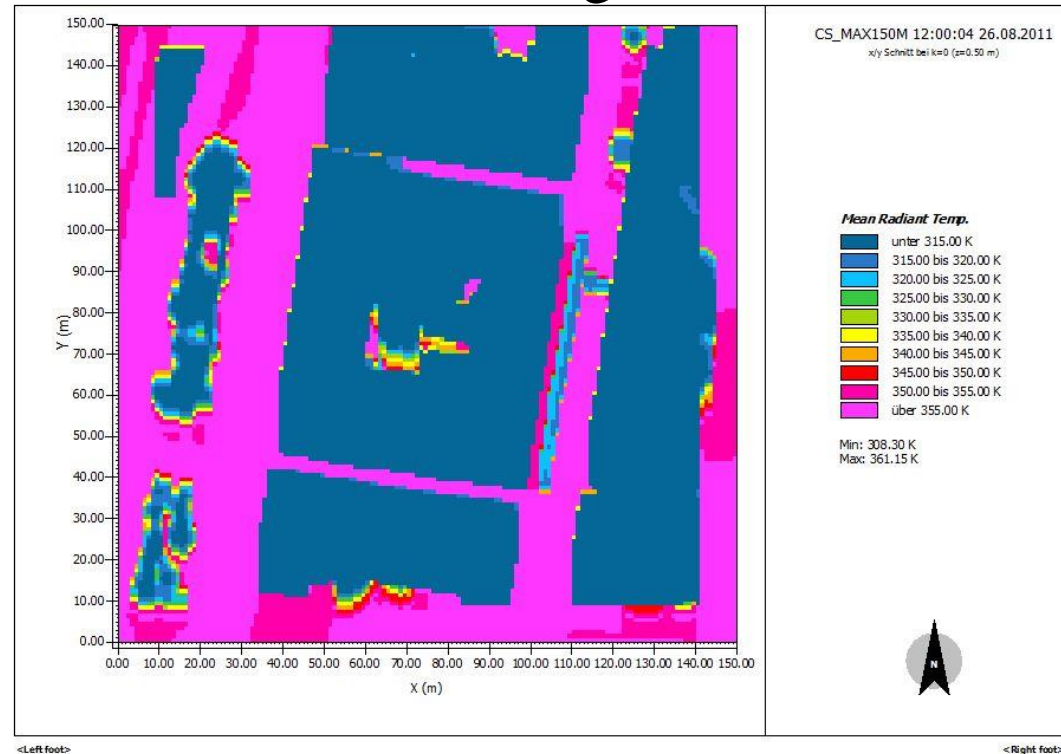 CS_MAX150M 12:00:04 26.08.2011
x/y Schnitt bei k=0 (z=0.50 m)
150.00
140.00
130.00
120.00
110.00
100.00
90.00
80.00
70.00
60.00
50.00
40.00
30.00
20.00
10.00
0.00
Y (m)
0.00 10.00 20.00 30.00 40.00 50.00 60.00 70.00 80.00 90.00 100.00 110.00 120.00 130.00 140.00 150.00
X (m)
Mean Radiant Temp.
unter 315.00 K
315.00 bis 320.00 K
320.00 bis 325.00 K
325.00 bis 330.00 K
330.00 bis 335.00 K
335.00 bis 340.00 K
340.00 bis 345.00 K
345.00 bis 350.00 K
350.00 bis 355.00 K
über 355.00 K
Min: 308.30 K
Max: 361.15 K
N
<Left foot>
<Right foot>